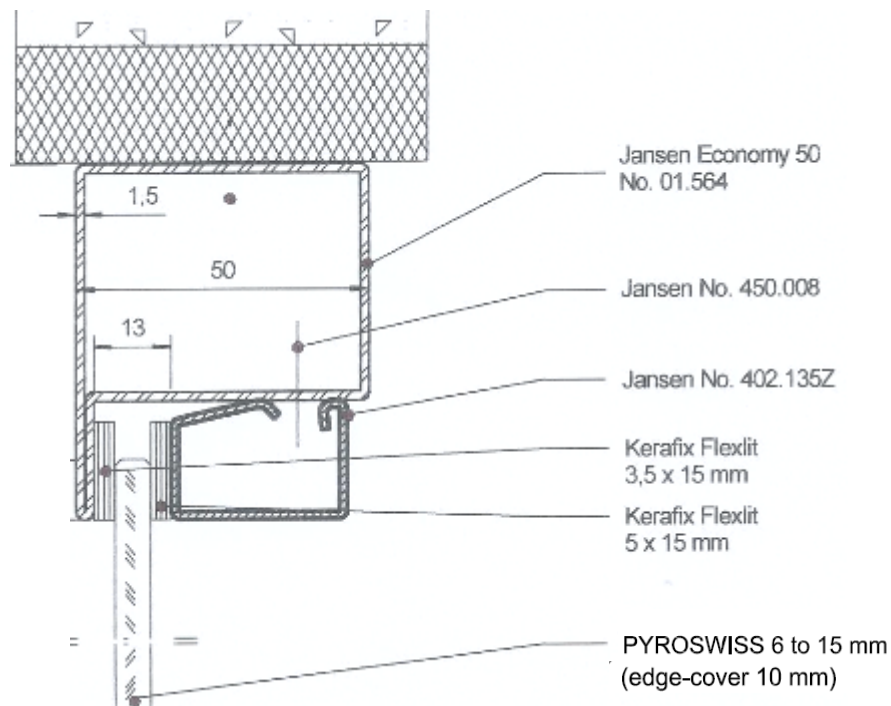 Jansen Economy 50
No. 01.564
1,5
50
Jansen No. 450.008
13
Jansen No. 402.135Z
Kerafix Flexlit
3,5 x 15 mm
Kerafix Flexlit
5 x 15 mm
PYROSWISS 6 to 15 mm
(edge-cover 10 mm)